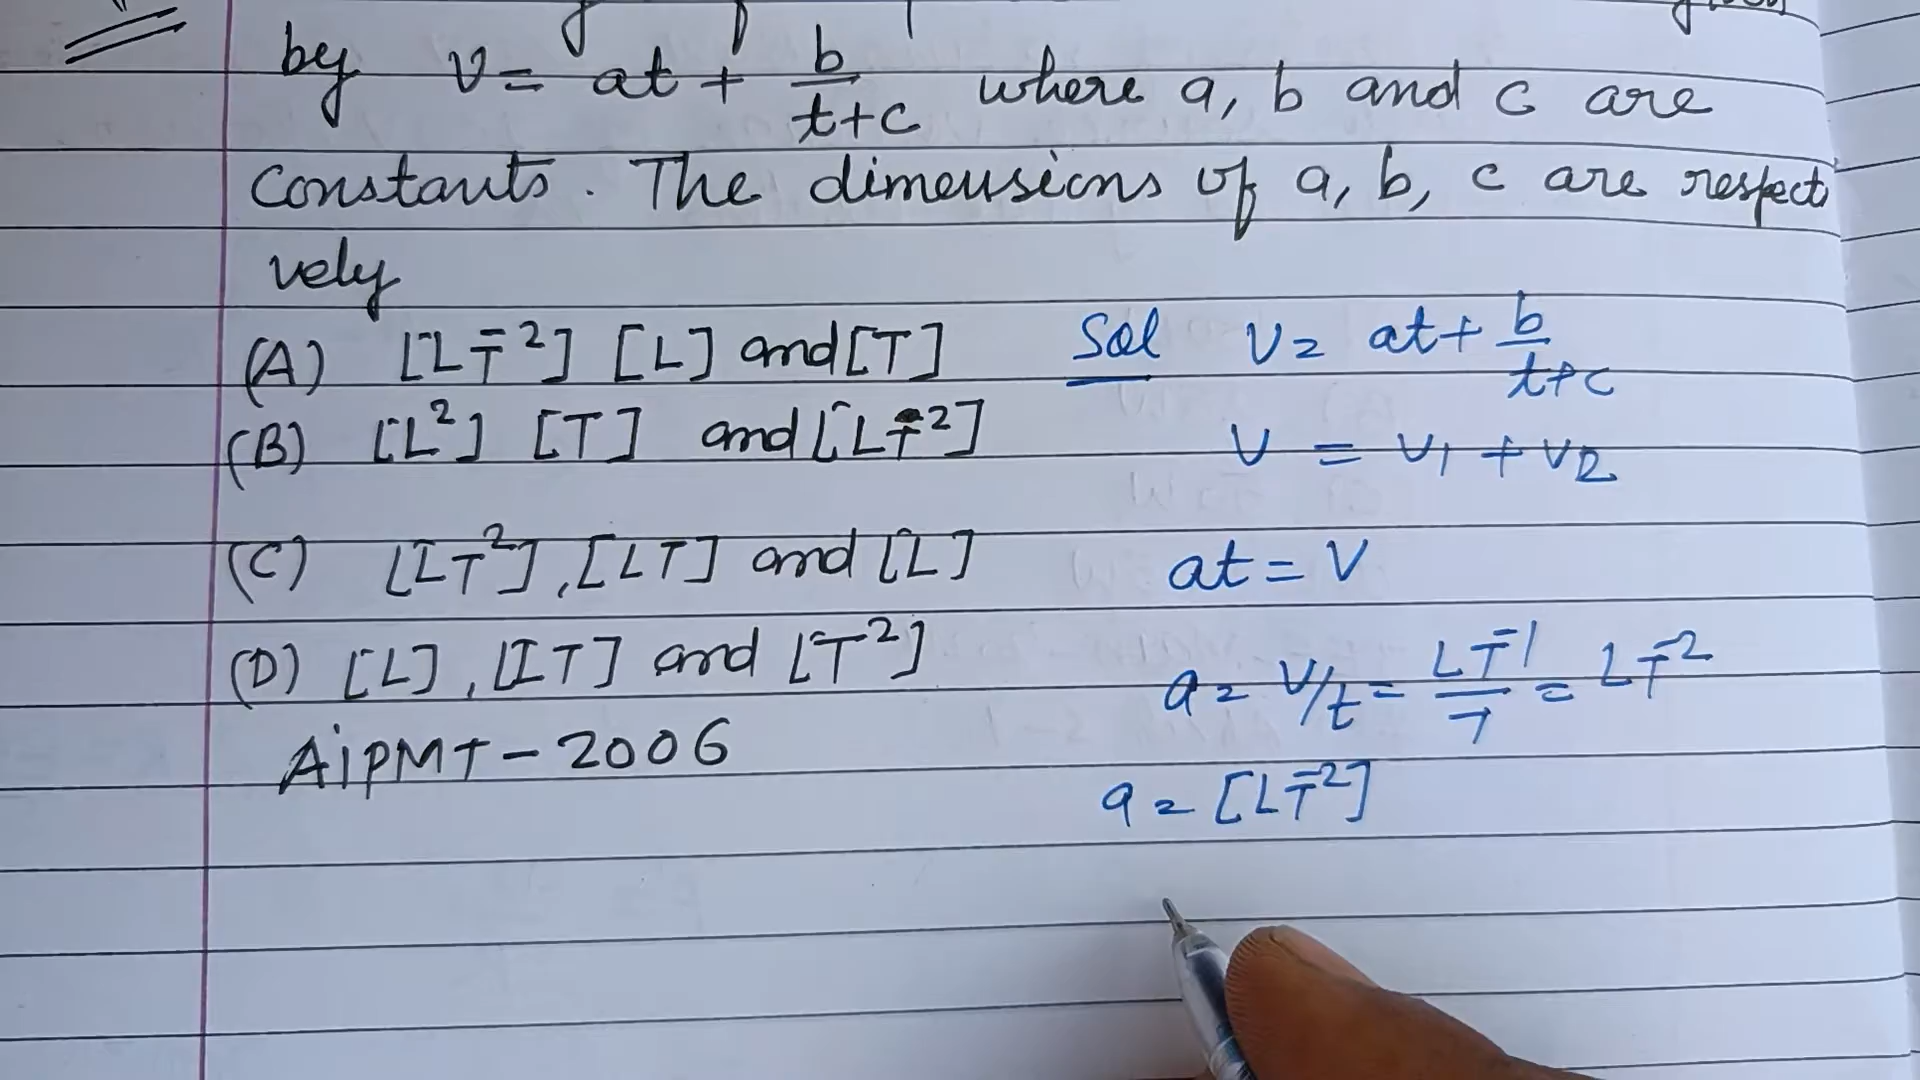 by v = at + b/t+c where a, b and c are
constants. The dimensions of a, b, c are respecti
vely
(A) [LT⁻²] [L] and [T]
(B) [L²] [T] and [LT⁻²]
(C) [LT²], [LT] and [L]
(D) [L], [LT] and [T²]
AiPMT - 2006
Sol V = at + b/t+c
V = V₁ + V₂
at = V
a = V/t = LT⁻¹/T = LT⁻²
a = [LT⁻²]